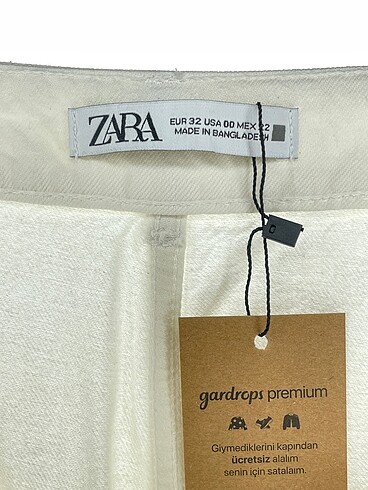 ZARA
EUR 32 USA 00 MEX 22
MADE IN BANGLADESH
gardrops premium
Giymediklerini kapından
ücretsiz alalım
senin için satalım.